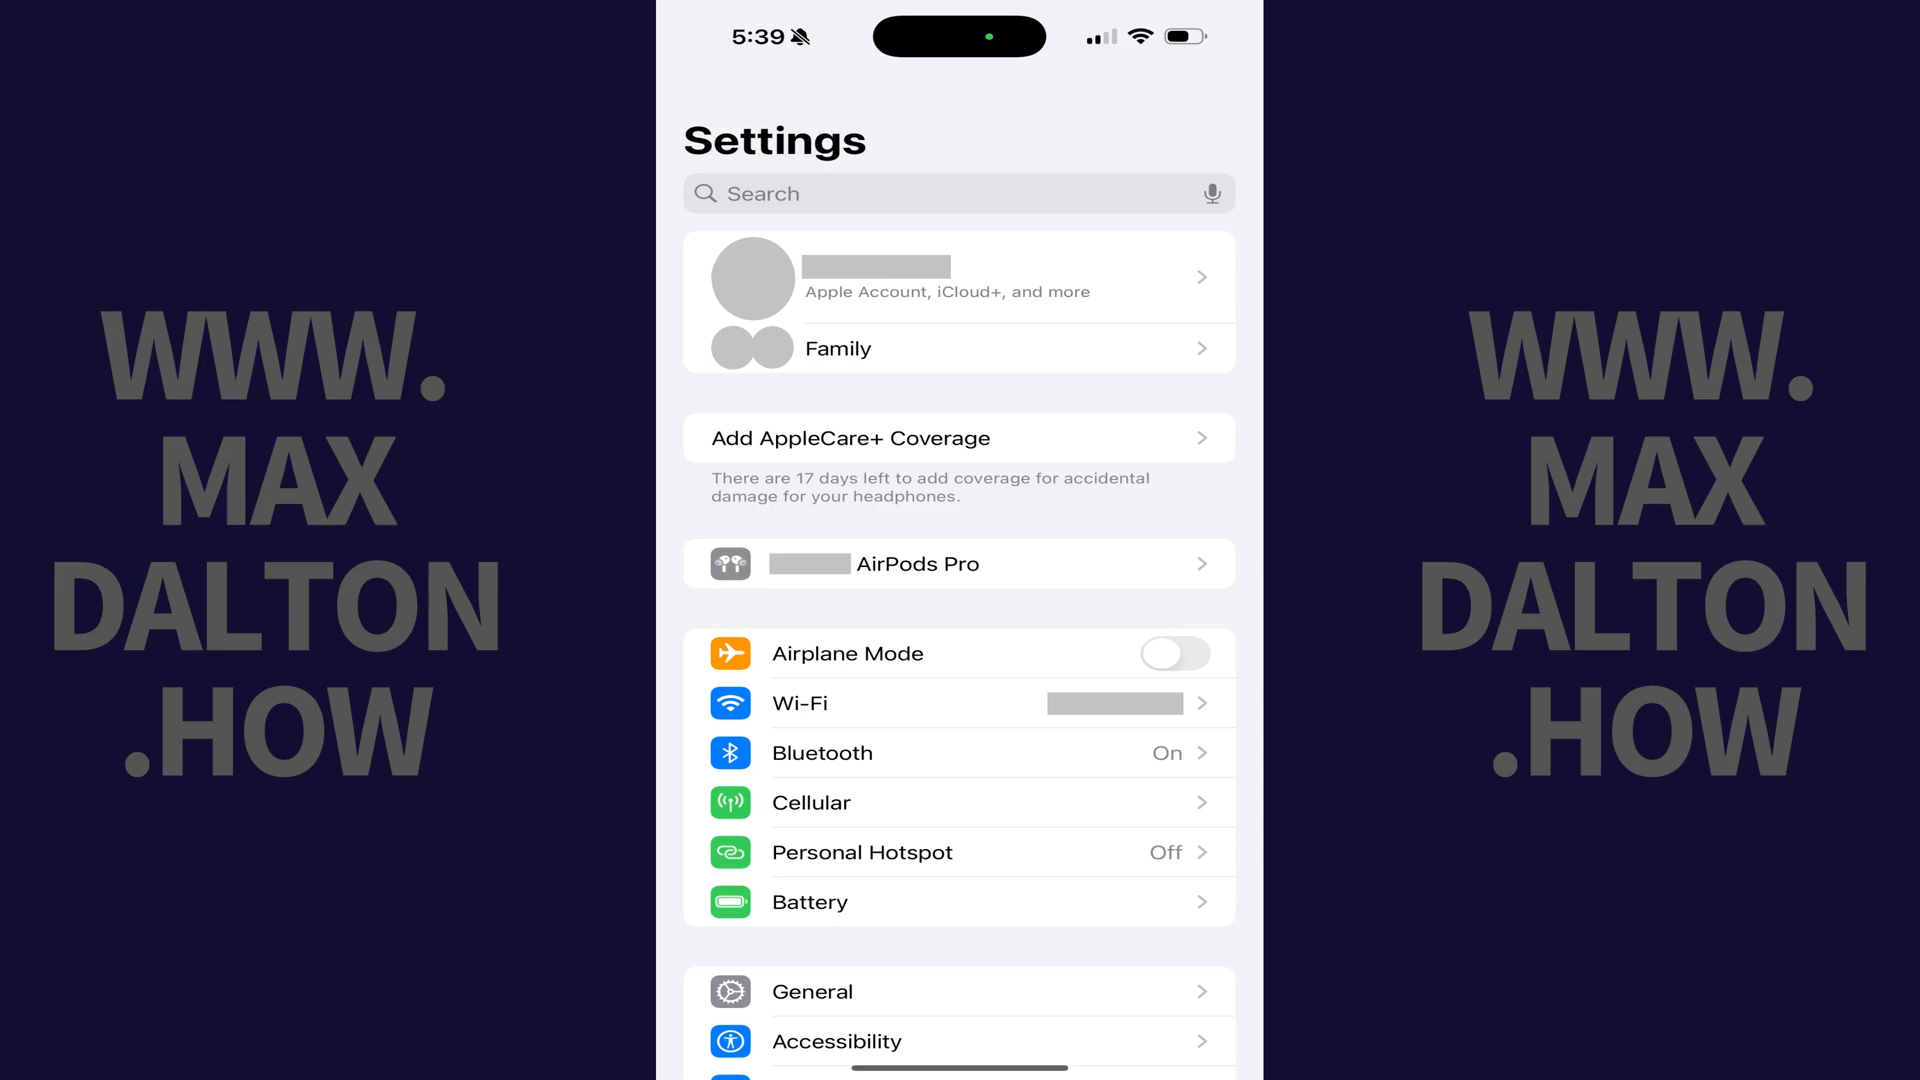 5:39
Settings
Search
Apple Account, iCloud+, and more
Family
Add AppleCare+ Coverage
There are 17 days left to add coverage for accidental
damage for your headphones.
AirPods Pro
Airplane Mode
Wi-Fi
Bluetooth On
Cellular
Personal Hotspot Off
Battery
General
Accessibility
WWW.
MAX
DALTON
.HOW
WWW.
MAX
DALTON
.HOW